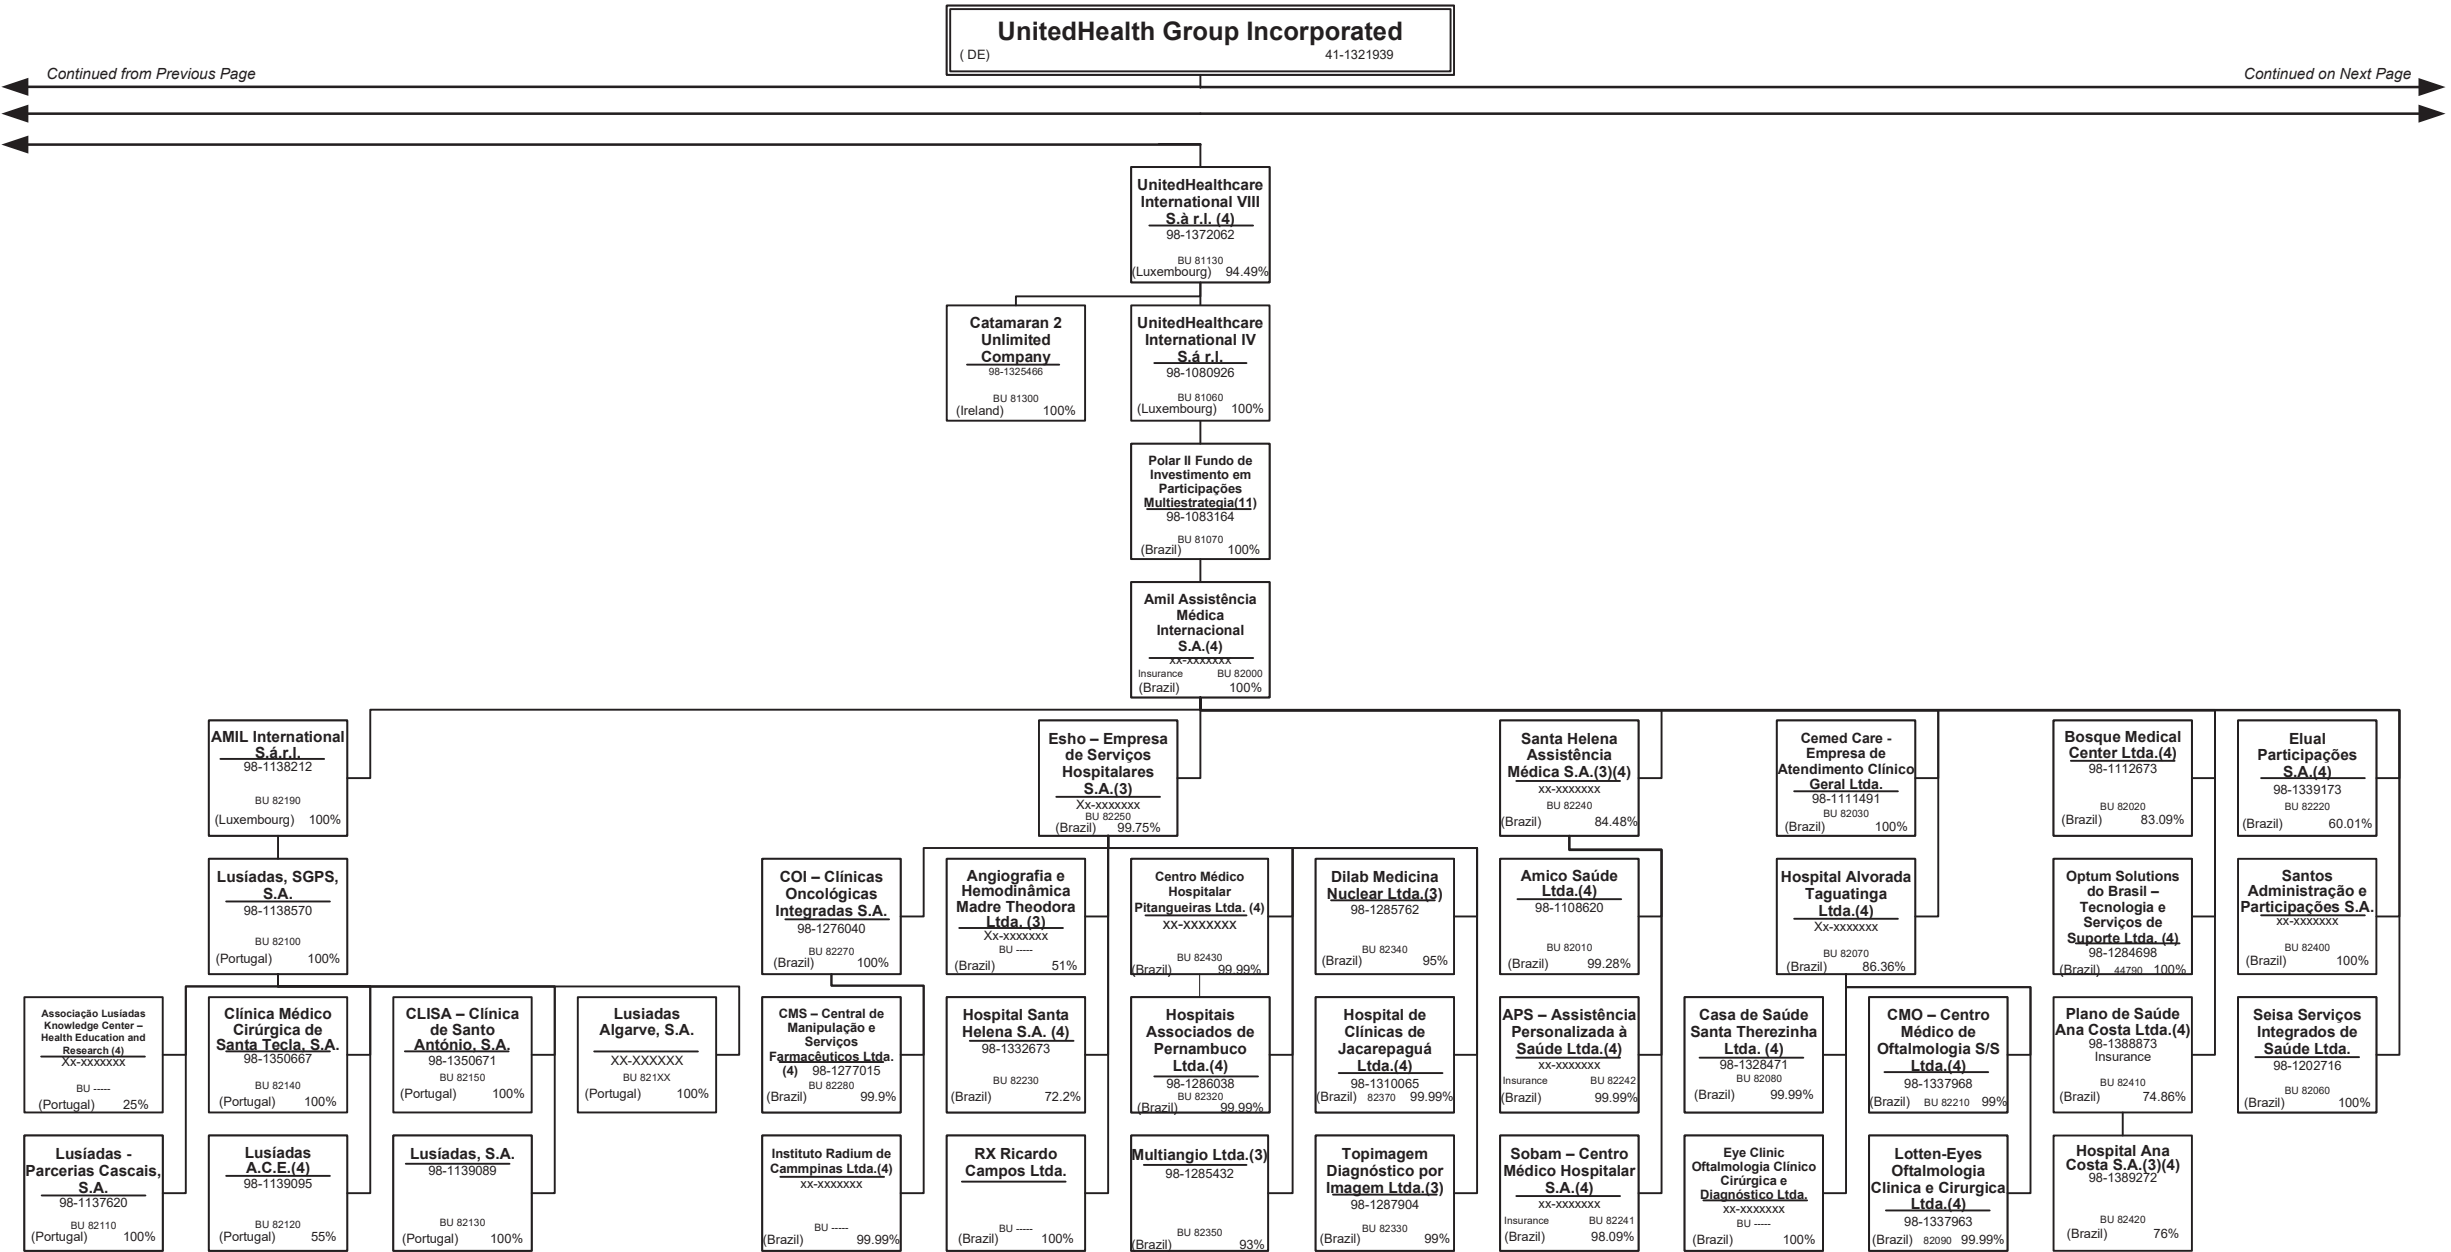 UnitedHealth Group Incorporated
( DE) 41-1321939
Continued from Previous Page
Continued on Next Page
UnitedHealthcare
International VIII
S.à r.l. (4)
98-1372062
BU 81130
(Luxembourg) 94.49%
Catamaran 2
Unlimited
Company
98-1325466
BU 81300
(Ireland) 100%
UnitedHealthcare
International IV
S.á r.l.
98-1080926
BU 81060
(Luxembourg) 100%
Polar II Fundo de
Investimento em
Participações
Multiestrategia(11)
98-1083164
BU 81070
(Brazil) 100%
Amil Assistência
Médica
Internacional
S.A.(4)
xx-xxxxxxx
Insurance BU 82000
(Brazil) 100%
AMIL International
S.á.r.l.
98-1138212
BU 82190
(Luxembourg) 100%
Esho – Empresa
de Serviços
Hospitalares
S.A.(3)
Xx-xxxxxxx
BU 82250
(Brazil) 99.75%
Santa Helena
Assistência
Médica S.A.(3)(4)
xx-xxxxxxx
BU 82240
(Brazil) 84.48%
Cemed Care -
Empresa de
Atendimento Clínico
Geral Ltda.
98-1111491
BU 82030
(Brazil) 100%
Bosque Medical
Center Ltda.(4)
98-1112673
BU 82020
(Brazil) 83.09%
Elual
Participações
S.A.(4)
98-1339173
BU 82220
(Brazil) 60.01%
Lusíadas, SGPS,
S.A.
98-1138570
BU 82100
(Portugal) 100%
COI – Clínicas
Oncológicas
Integradas S.A.
98-1276040
BU 82270
(Brazil) 100%
Angiografia e
Hemodinâmica
Madre Theodora
Ltda. (3)
Xx-xxxxxxx
BU -----
(Brazil) 51%
Centro Médico
Hospitalar
Pitangueiras Ltda. (4)
xx-xxxxxxx
BU 82430
(Brazil) 99.99%
Dilab Medicina
Nuclear Ltda.(3)
98-1285762
BU 82340
(Brazil) 95%
Amico Saúde
Ltda.(4)
98-1108620
BU 82010
(Brazil) 99.28%
Hospital Alvorada
Taguatinga
Ltda.(4)
Xx-xxxxxxx
BU 82070
(Brazil) 86.36%
Optum Solutions
do Brasil –
Tecnologia e
Serviços de
Suporte Ltda. (4)
98-1284698
(Brazil) 44790 100%
Santos
Administração e
Participações S.A.
xx-xxxxxxx
BU 82400
(Brazil) 100%
Associação Lusíadas
Knowledge Center –
Health Education and
Research (4)
Xx-xxxxxxx
BU -----
(Portugal) 25%
Clínica Médico
Cirúrgica de
Santa Tecla, S.A.
98-1350667
BU 82140
(Portugal) 100%
CLISA – Clínica
de Santo
António, S.A.
98-1350671
BU 82150
(Portugal) 100%
Lusiadas
Algarve, S.A.
XX-XXXXXX
BU 821XX
(Portugal) 100%
CMS – Central de
Manipulação e
Serviços
Farmacêuticos Ltda.
(4) 98-1277015
BU 82280
(Brazil) 99.9%
Hospital Santa
Helena S.A. (4)
98-1332673
BU 82230
(Brazil) 72.2%
Hospitais
Associados de
Pernambuco
Ltda.(4)
98-1286038
BU 82320
(Brazil) 99.99%
Hospital de
Clínicas de
Jacarepaguá
Ltda.(4)
98-1310065
(Brazil) 82370 99.99%
APS – Assistência
Personalizada à
Saúde Ltda.(4)
xx-xxxxxxx
Insurance BU 82242
(Brazil) 99.99%
Casa de Saúde
Santa Therezinha
Ltda. (4)
98-1328471
BU 82080
(Brazil) 99.99%
CMO – Centro
Médico de
Oftalmologia S/S
Ltda.(4)
98-1337968
(Brazil) BU 82210 99%
Plano de Saúde
Ana Costa Ltda.(4)
98-1388873
Insurance
BU 82410
(Brazil) 74.86%
Seisa Serviços
Integrados de
Saúde Ltda.
98-1202716
BU 82060
(Brazil) 100%
Lusíadas -
Parcerias Cascais,
S.A.
98-1137620
BU 82110
(Portugal) 100%
Lusíadas
A.C.E.(4)
98-1139095
BU 82120
(Portugal) 55%
Lusíadas, S.A.
98-1139089
BU 82130
(Portugal) 100%
Instituto Radium de
Cammpinas Ltda.(4)
xx-xxxxxxx
BU -----
(Brazil) 99.99%
RX Ricardo
Campos Ltda.
BU -----
(Brazil) 100%
Multiangio Ltda.(3)
98-1285432
BU 82350
(Brazil) 93%
Topimagem
Diagnóstico por
Imagem Ltda.(3)
98-1287904
BU 82330
(Brazil) 99%
Sobam – Centro
Médico Hospitalar
S.A.(4)
xx-xxxxxxx
Insurance BU 82241
(Brazil) 98.09%
Eye Clinic
Oftalmologia Clínico
Cirúrgica e
Diagnóstico Ltda.
xx-xxxxxxx
BU -----
(Brazil) 100%
Lotten-Eyes
Oftalmologia
Clinica e Cirurgica
Ltda.(4)
98-1337963
(Brazil) 82090 99.99%
Hospital Ana
Costa S.A.(3)(4)
98-1389272
BU 82420
(Brazil) 76%